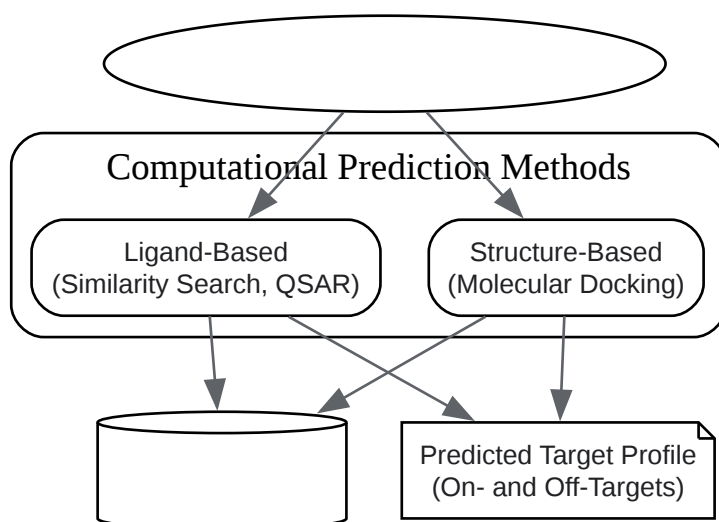 Computational Prediction Methods
Ligand-Based
(Similarity Search, QSAR)
Structure-Based
(Molecular Docking)
Predicted Target Profile
(On- and Off-Targets)